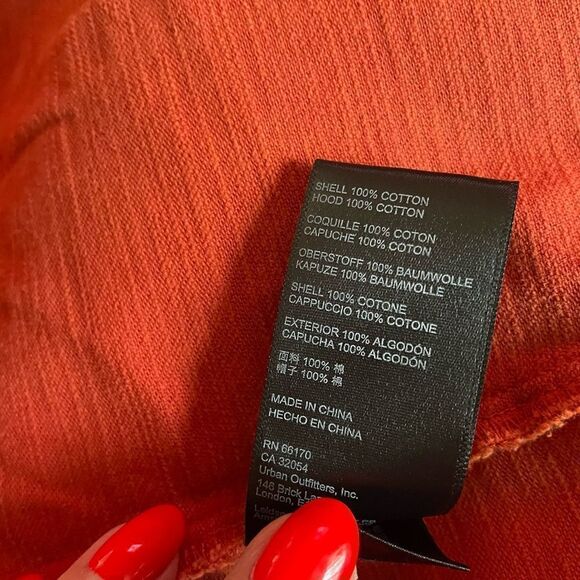 SHELL 100% COTTON
HOOD 100% COTTON
COQUILLE 100% COTON
CAPUCHE 100% COTON
OBERSTOFF 100% BAUMWOLLE
KAPUZE 100% BAUMWOLLE
SHELL 100% COTONE
CAPPUCCIO 100% COTONE
EXTERIOR 100% ALGODÓN
CAPUCHA 100% ALGODÓN
面料 100% 棉
帽子 100% 棉
MADE IN CHINA
HECHO EN CHINA
RN 66170
CA 32054
Urban Outfitters, Inc.
146 Brick
London,